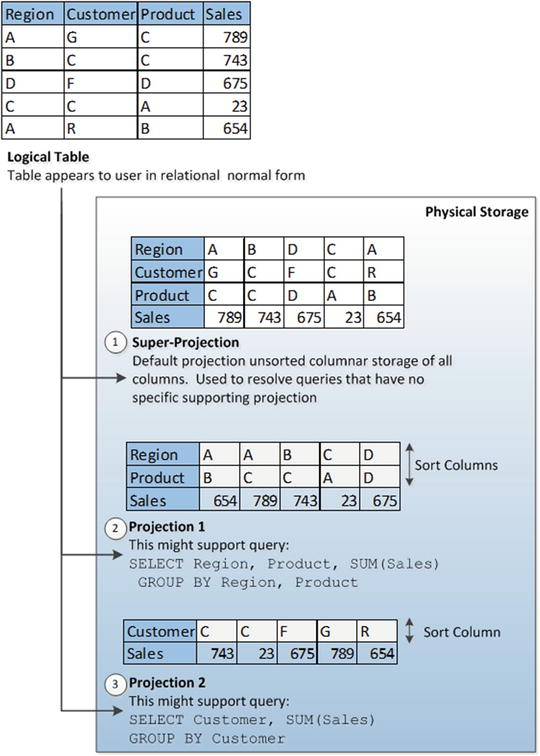 Region Customer Product Sales
A G C 789
B C C 743
D F D 675
C C A 23
A R B 654
Logical Table
Table appears to user in relational normal form
Physical Storage
Region A B D C A
Customer G C F C R
Product C C D A B
Sales 789 743 675 23 654
1 Super-Projection
Default projection unsorted columnar storage of all
columns. Used to resolve queries that have no
specific supporting projection
Region A A B C D
Product B C C A D
Sales 654 789 743 23 675
Sort Columns
2 Projection 1
This might support query:
SELECT Region, Product, SUM(Sales)
GROUP BY Region, Product
Customer C C F G R
Sales 743 23 675 789 654
Sort Column
3 Projection 2
This might support query:
SELECT Customer, SUM(Sales)
GROUP BY Customer